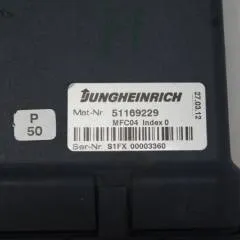 JUNGHEINRICH
Mat-Nr. 51169229
MFC04 Index 0
Ser-Nr. S1FX 00003360
27.03.12
P
50